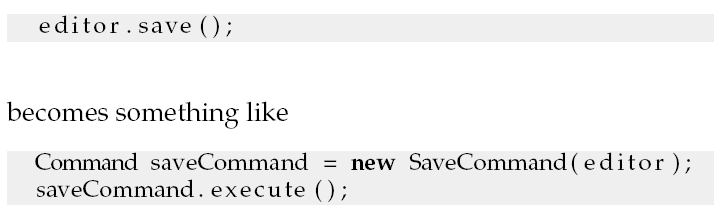 editor.save();
becomes something like
Command saveCommand = new SaveCommand(editor);
saveCommand.execute();